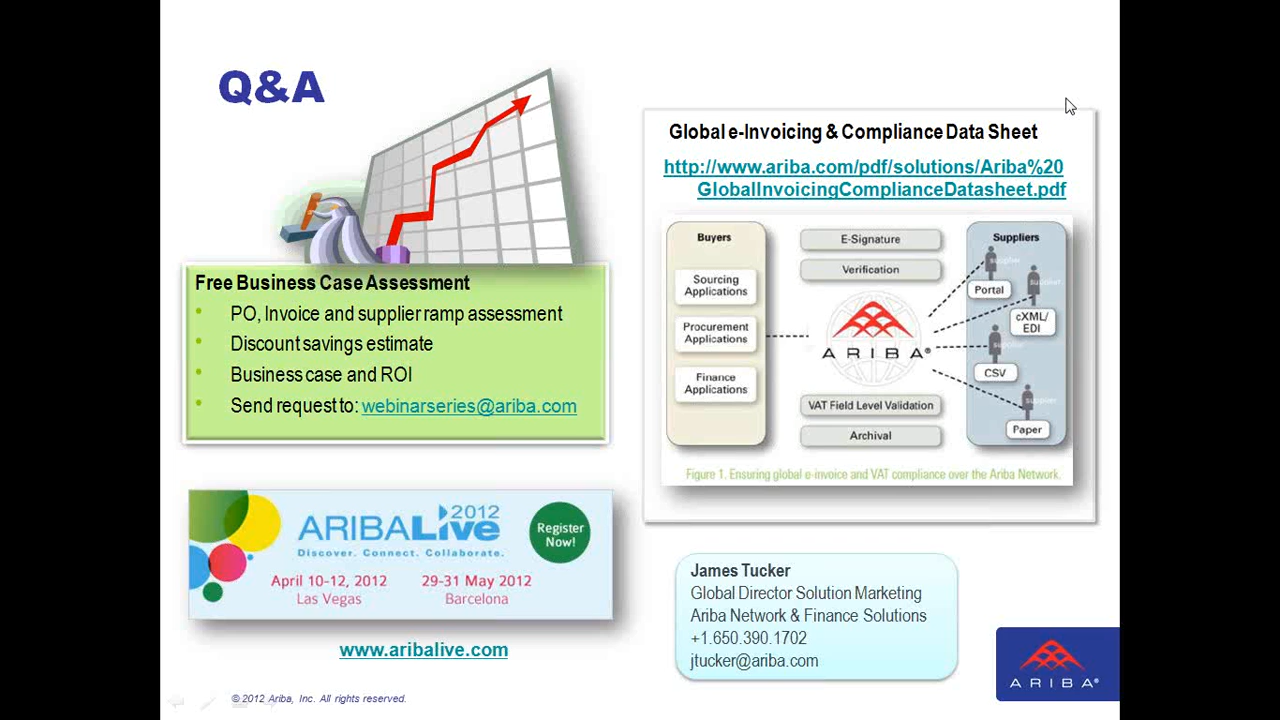 Q&A
Free Business Case Assessment
• PO, Invoice and supplier ramp assessment
• Discount savings estimate
• Business case and ROI
• Send request to: webinarseries@ariba.com
ARIBALIVE 2012
Discover. Connect. Collaborate.
Register
Now!
April 10-12, 2012
Las Vegas
29-31 May 2012
Barcelona
www.aribalive.com
Global e-Invoicing & Compliance Data Sheet
http://www.ariba.com/pdf/solutions/Ariba%20
GlobalInvoicingComplianceDatasheet.pdf
Buyers
Sourcing
Applications
Procurement
Applications
Finance
Applications
E-Signature
Verification
ARIBA®
VAT Field Level Validation
Archival
Suppliers
supplier
Portal
supplier
cXML/
EDI
supplier
CSV
supplier
Paper
Figure 1. Ensuring global e-invoice and VAT compliance over the Ariba Network.
James Tucker
Global Director Solution Marketing
Ariba Network & Finance Solutions
+1.650.390.1702
jtucker@ariba.com
ARIBA®
© 2012 Ariba, Inc. All rights reserved.